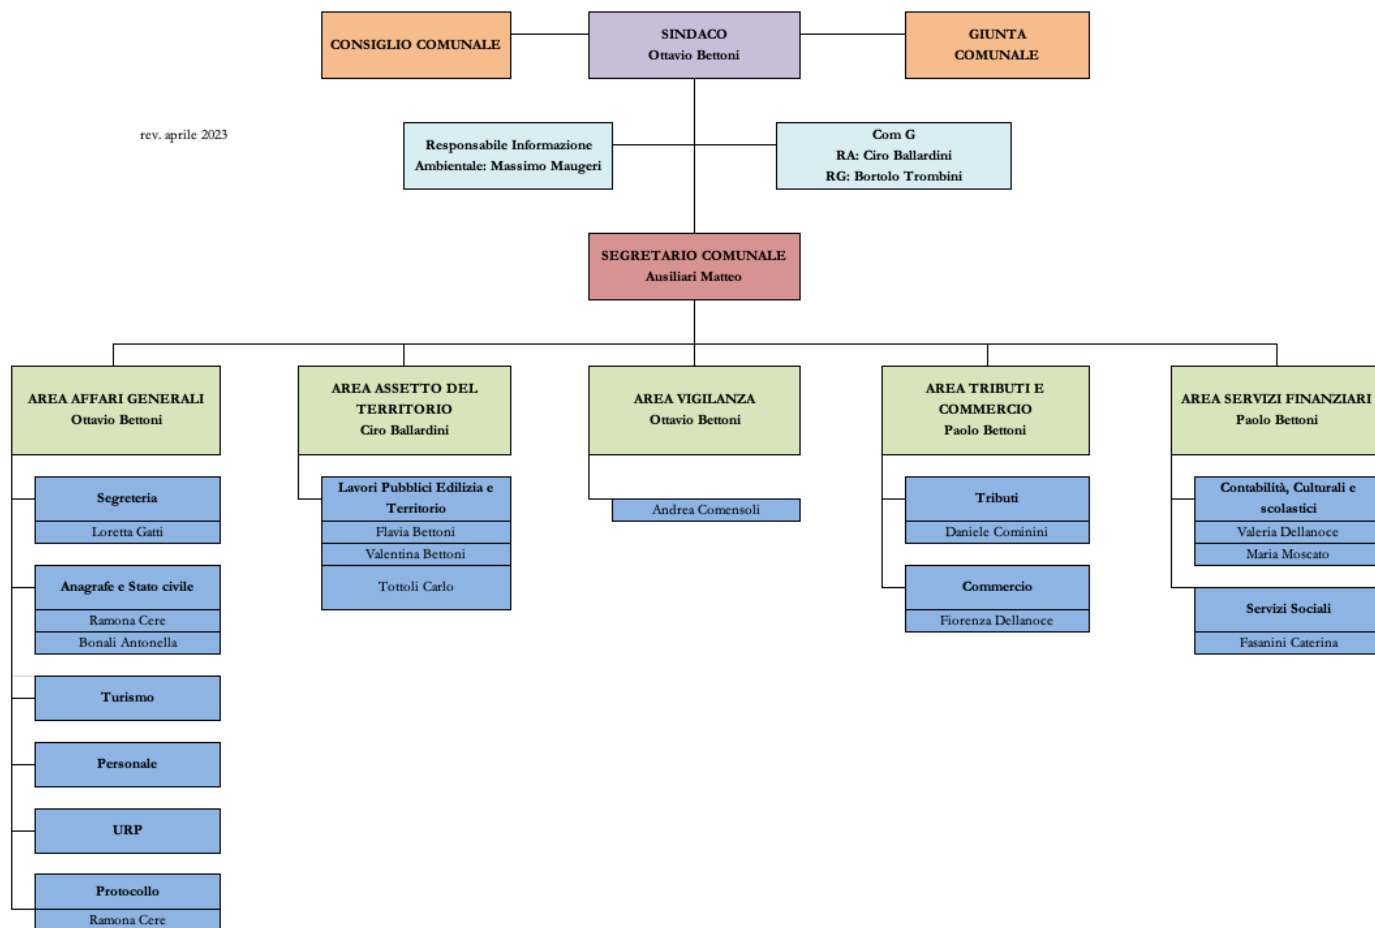 CONSIGLIO COMUNALE
SINDACO
Ottavio Bettoni
GIUNTA
COMUNALE
rev. aprile 2023
Responsabile Informazione
Ambientale: Massimo Maugeri
Com G
RA: Ciro Ballardini
RG: Bortolo Trombini
SEGRETARIO COMUNALE
Ausiliari Matteo
AREA AFFARI GENERALI
Ottavio Bettoni
AREA ASSETTO DEL
TERRITORIO
Ciro Ballardini
AREA VIGILANZA
Ottavio Bettoni
AREA TRIBUTI E
COMMERCIO
Paolo Bettoni
AREA SERVIZI FINANZIARI
Paolo Bettoni
Segreteria
Loretta Gatti
Anagrafe e Stato civile
Ramona Cere
Bonali Antonella
Turismo
Personale
URP
Protocollo
Ramona Cere
Lavori Pubblici Edilizia e
Territorio
Flavia Bettoni
Valentina Bettoni
Tottoli Carlo
Andrea Comensoli
Tributi
Daniele Cominini
Commercio
Fiorenza Dellanoce
Contabilità, Culturali e
scolastici
Valeria Dellanoce
Maria Moscato
Servizi Sociali
Fasanini Caterina